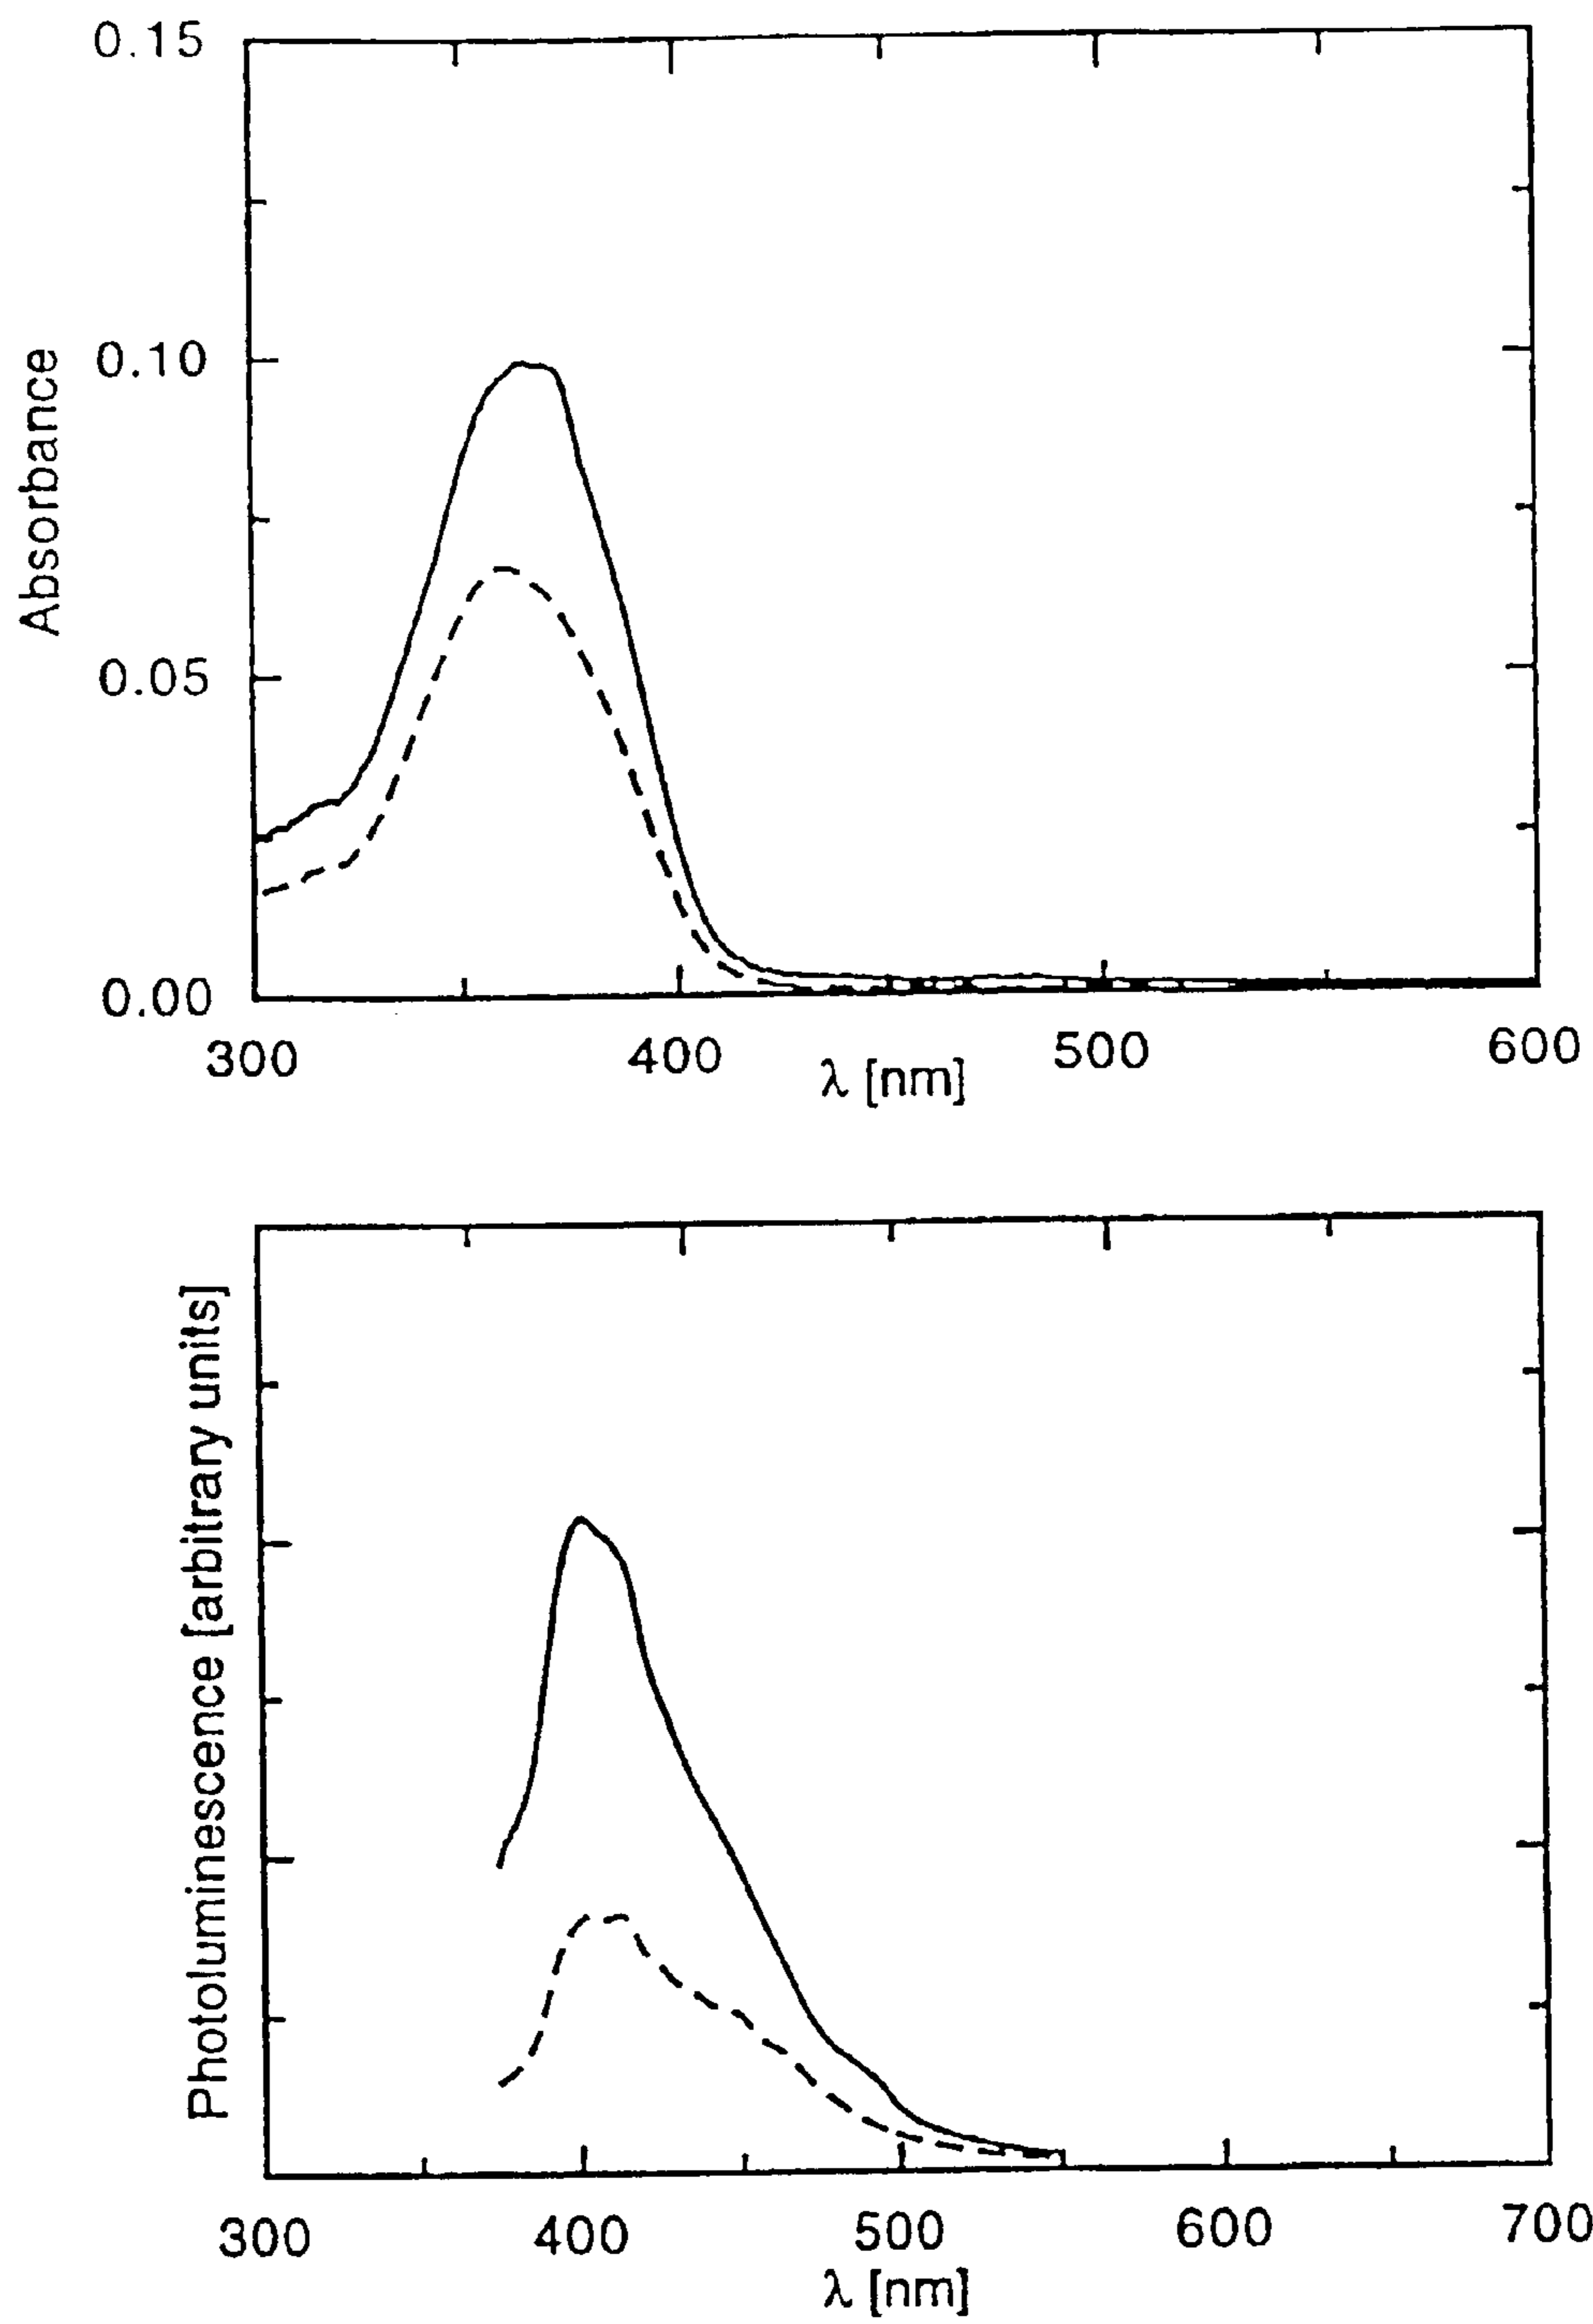 0.15
0.10
0.05
0.00
Absorbance
300 400 500 600
λ [nm]
Photoluminescence [arbitrary units]
300 400 500 600 700
λ [nm]